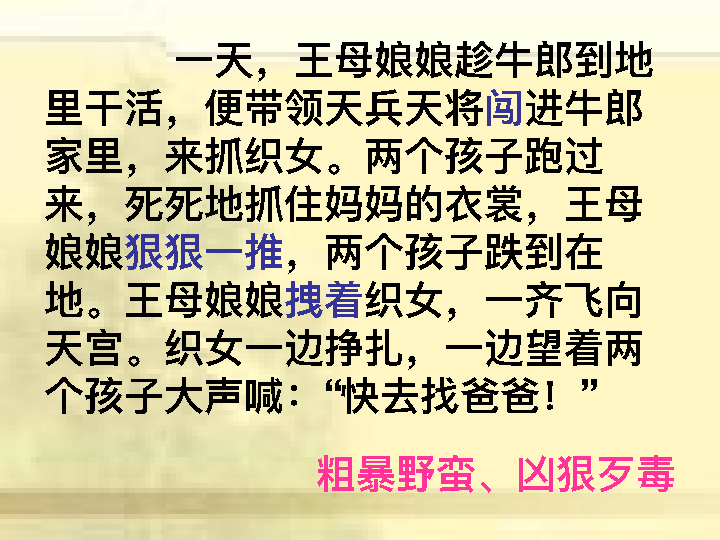 一天，王母娘娘趁牛郎到地
里干活，便带领天兵天将闯进牛郎
家里，来抓织女。两个孩子跑过
来，死死地抓住妈妈的衣裳，王母
娘娘狠狠一推，两个孩子跌到在
地。王母娘娘拽着织女，一齐飞向
天宫。织女一边挣扎，一边望着两
个孩子大声喊：“快去找爸爸！”
粗暴野蛮、凶狠歹毒